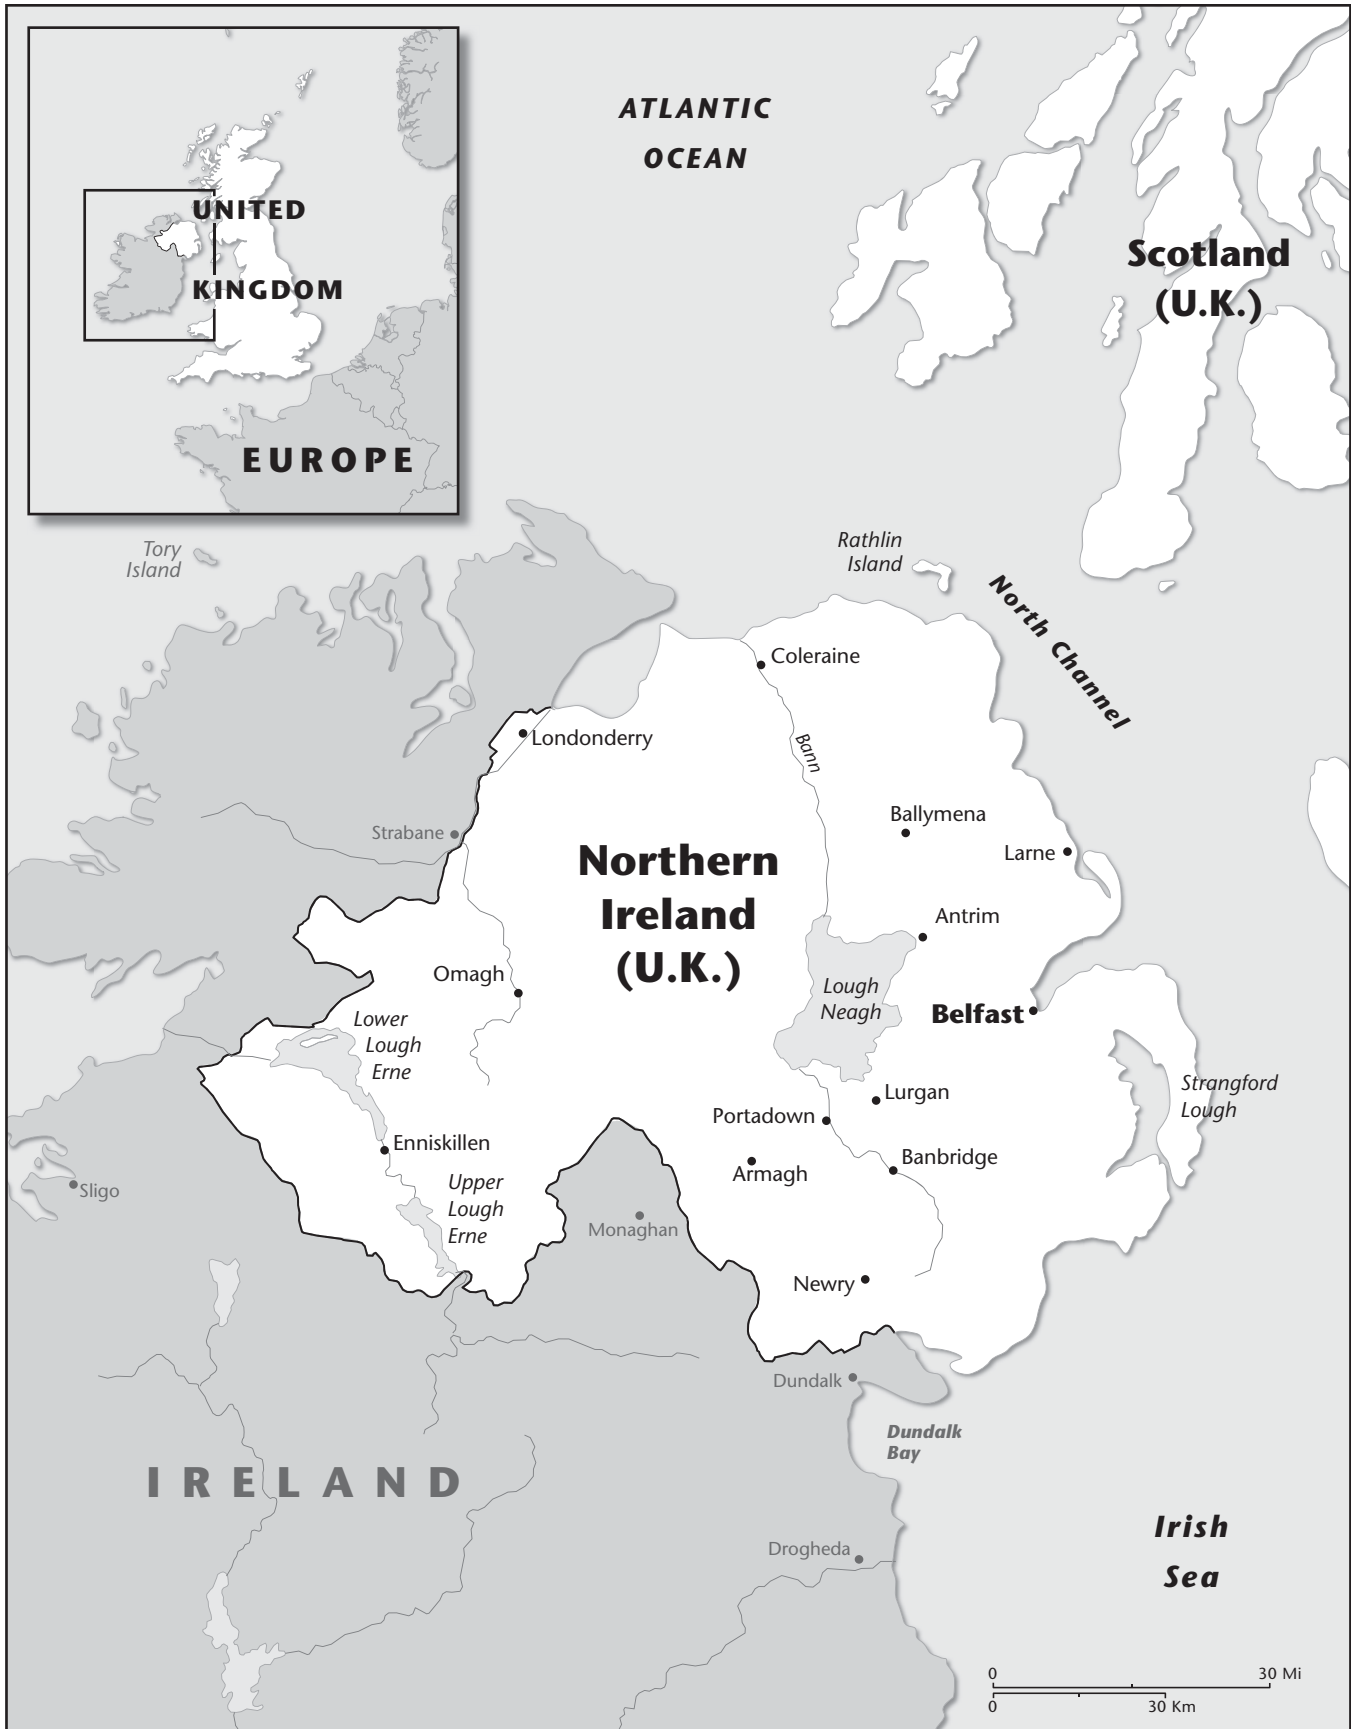 ATLANTIC
OCEAN
UNITED
KINGDOM
EUROPE
Scotland
(U.K.)
Tory
Island
Rathlin
Island
North Channel
Coleraine
Londonderry
Bann
Strabane
Ballymena
Larne
Northern
Ireland
(U.K.)
Antrim
Omagh
Lough
Neagh
Belfast
Lower
Lough
Erne
Strangford
Lough
Lurgan
Portadown
Enniskillen
Banbridge
Armagh
Sligo
Upper
Lough
Erne
Monaghan
Newry
Dundalk
Dundalk
Bay
IRELAND
Irish
Sea
Drogheda
0 30 Mi
0 30 Km